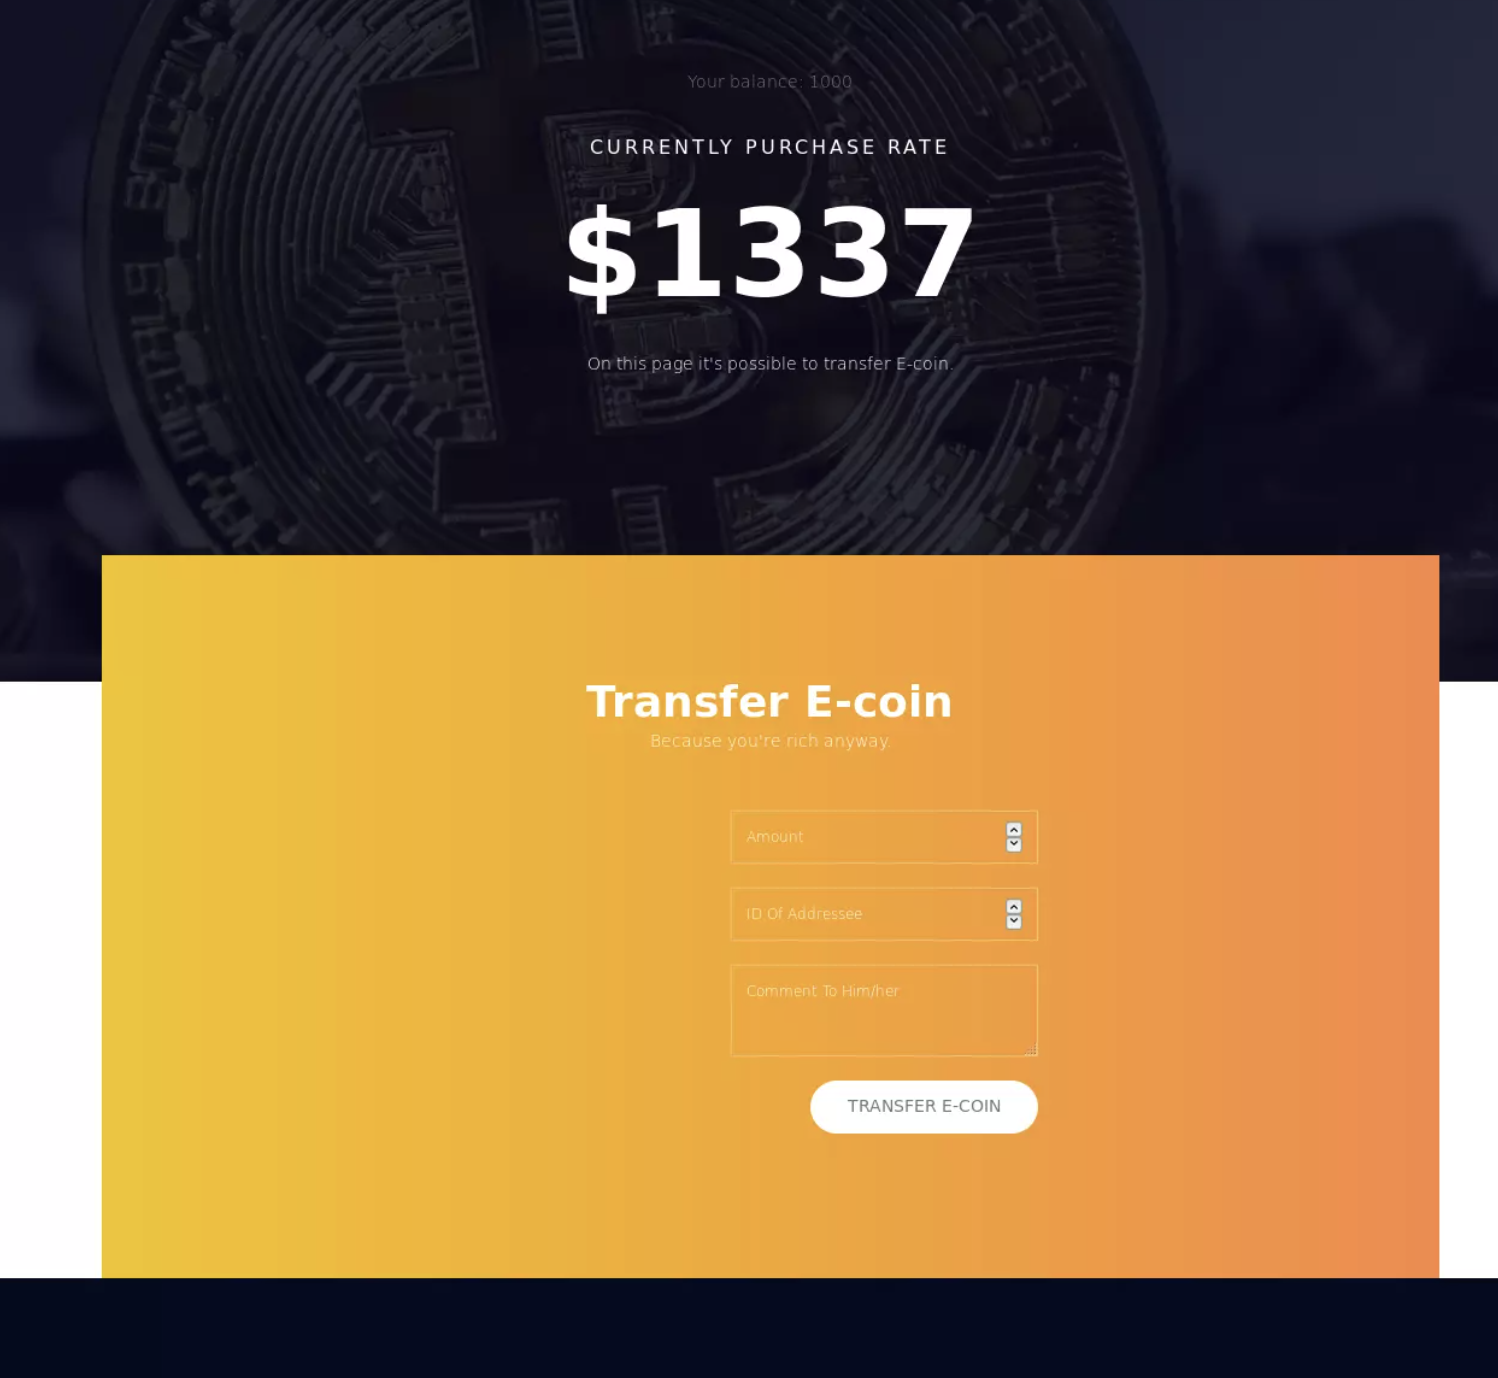 Your balance: 1000
CURRENTLY PURCHASE RATE
$1337
On this page it's possible to transfer E-coin.
Transfer E-coin
Because you're rich anyway.
Amount
ID Of Addressee
Comment To Him/her
TRANSFER E-COIN